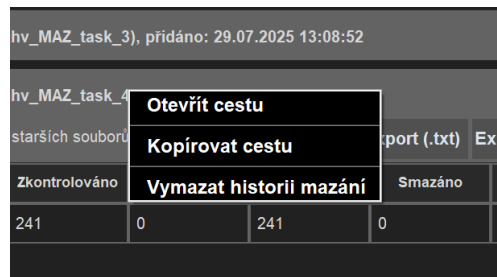 hv_MAZ_task_3), přidáno: 29.07.2025 13:08:52
hv_MAZ_task_4
Otevřít cestu
starších souborů
port (.txt) Ex
Kopírovat cestu
Vymazat historii mazání
Zkontrolováno
Smazáno
241 0 241 0